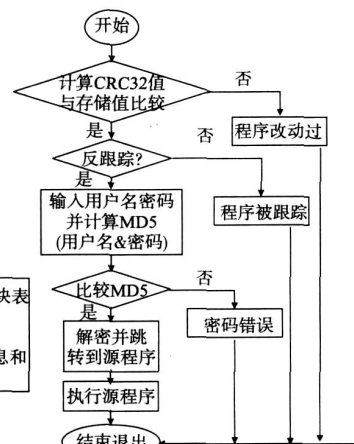 开始
计算CRC32值
与存储值比较
否
程序改动过
是
否
反跟踪?
是
程序被跟踪
输入用户名密码
并计算MD5
(用户名&密码)
比较MD5
否
是
密码错误
块表
息和
解密并跳
转到源程序
执行源程序
结束退出